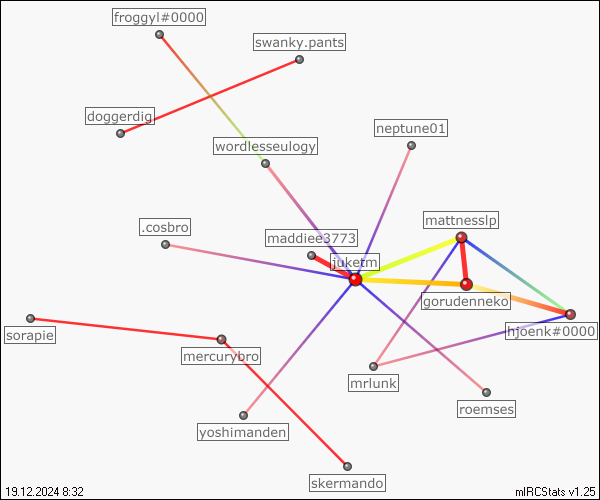 froggyl#0000
swanky.pants
doggerdig
neptune01
wordlesseulogy
mattnesslp
.cosbro
maddiee3773
juketm
gorudenneko
hjoenk#0000
sorapie
mercurybro
mrlunk
roemses
yoshimanden
skermando
19.12.2024 8:32
mIRCStats v1.25